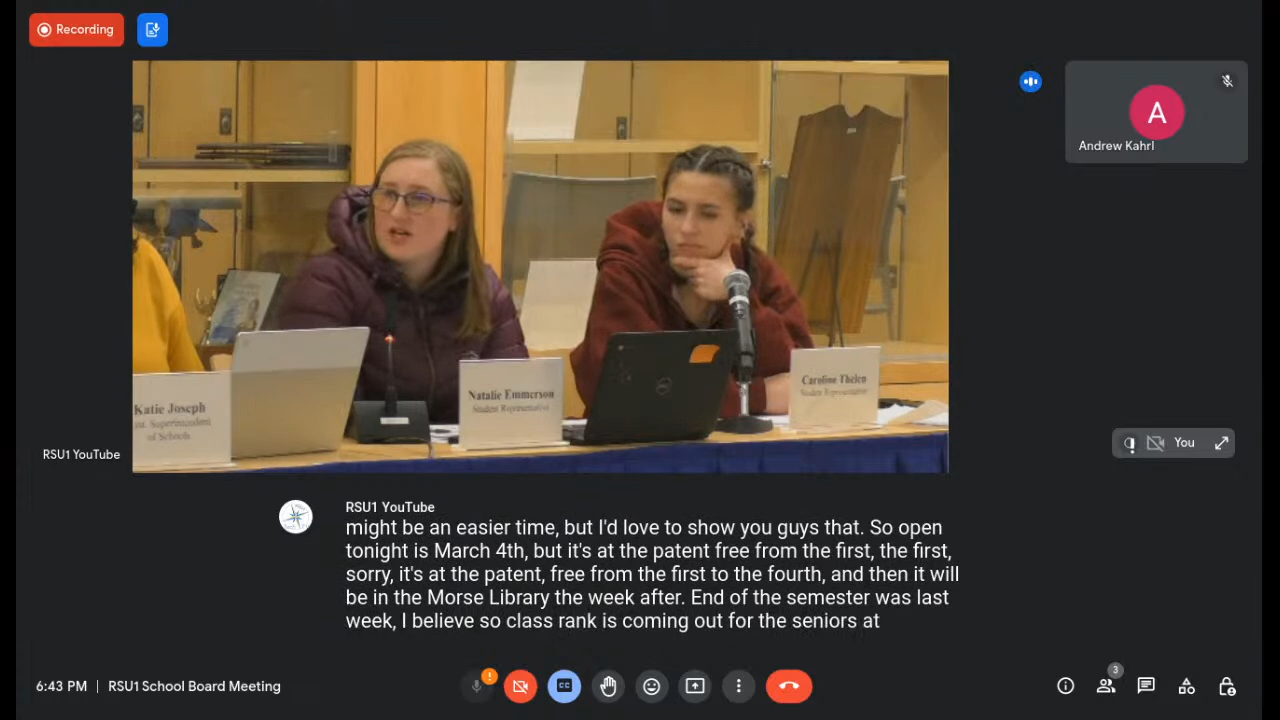 Recording
A
Andrew Kahrl
Katie Joseph
Superintendent
of Schools
Natalie Emmerson
Student Representative
Caroline Thelen
Student Representative
RSU1 YouTube
You
RSU1 YouTube
might be an easier time, but I'd love to show you guys that. So open
tonight is March 4th, but it's at the patent free from the first, the first,
sorry, it's at the patent, free from the first to the fourth, and then it will
be in the Morse Library the week after. End of the semester was last
week, I believe so class rank is coming out for the seniors at
6:43 PM | RSU1 School Board Meeting
CC
3